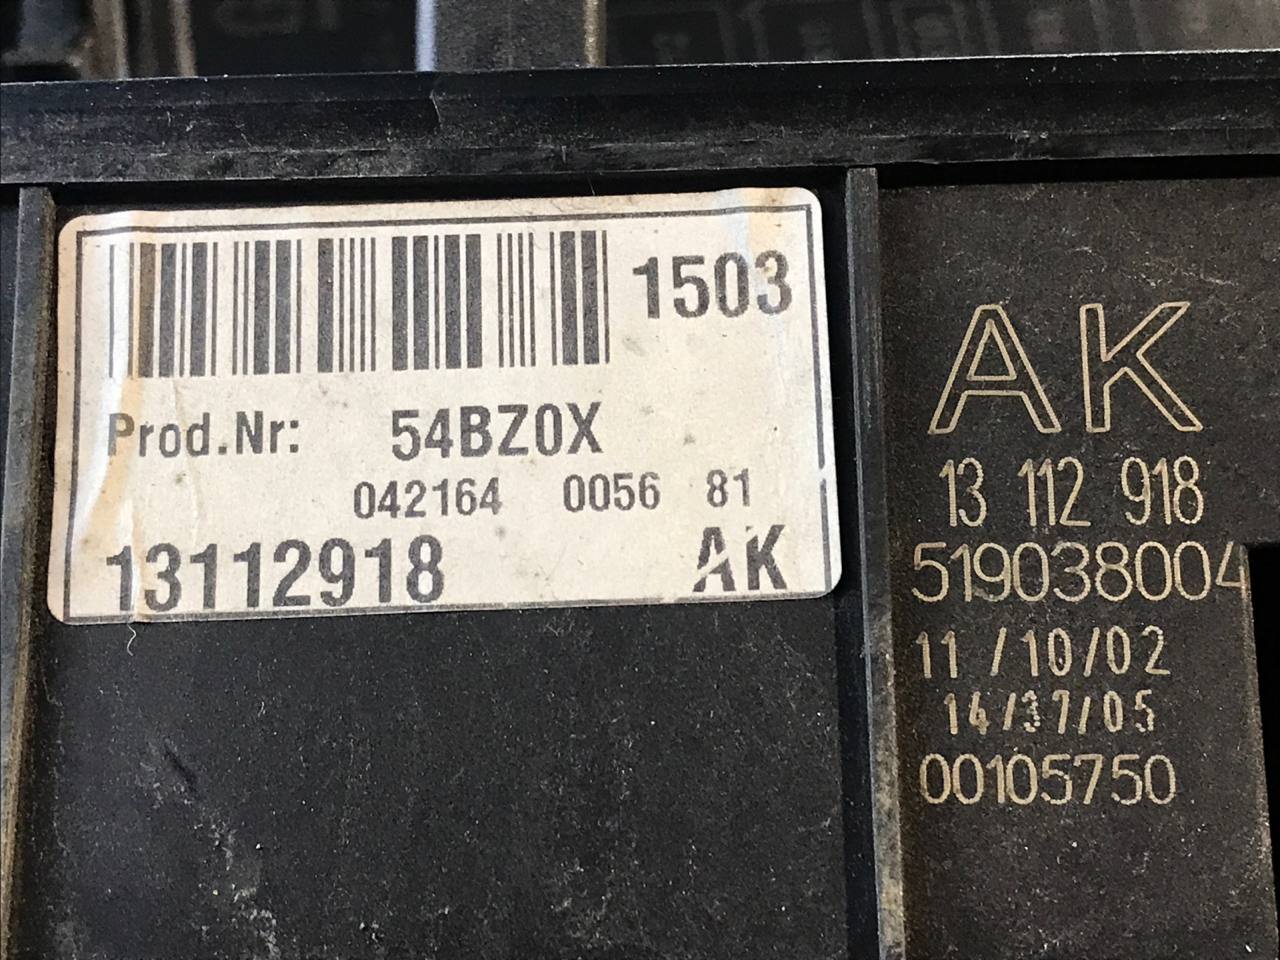 1503
Prod.Nr: 54BZ0X
042164 0056 81
13112918 AK
AK
13 112 918
519038004
11 /10/02
14/37/05
00105750